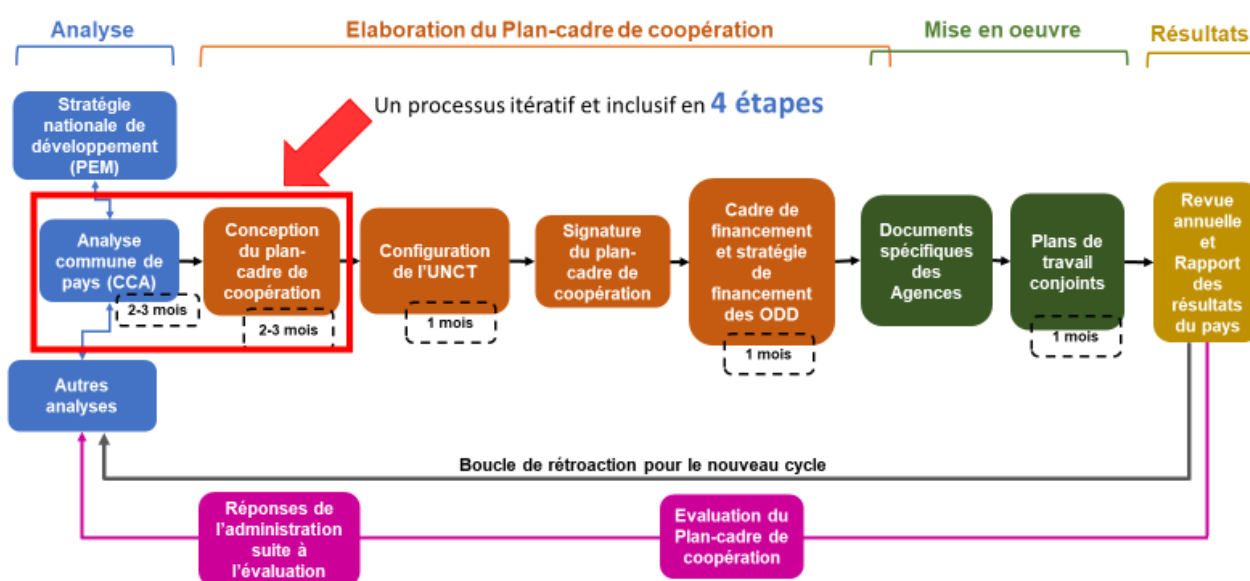 Analyse
Elaboration du Plan-cadre de coopération
Mise en oeuvre
Résultats
Un processus itératif et inclusif en 4 étapes
Stratégie
nationale de
développement
(PEM)
Analyse
commune de
pays (CCA)
2-3 mois
Conception
du plan-
cadre de
coopération
2-3 mois
Configuration
de l'UNCT
1 mois
Signature
du plan-
cadre de
coopération
Cadre de
financement
et stratégie
de
financement
des ODD
1 mois
Documents
spécifiques
des
Agences
Plans de
travail
conjoints
1 mois
Revue
annuelle
et
Rapport
des
résultats
du pays
Autres
analyses
Boucle de rétroaction pour le nouveau cycle
Réponses de
l'administration
suite à
l'évaluation
Evaluation du
Plan-cadre de
coopération